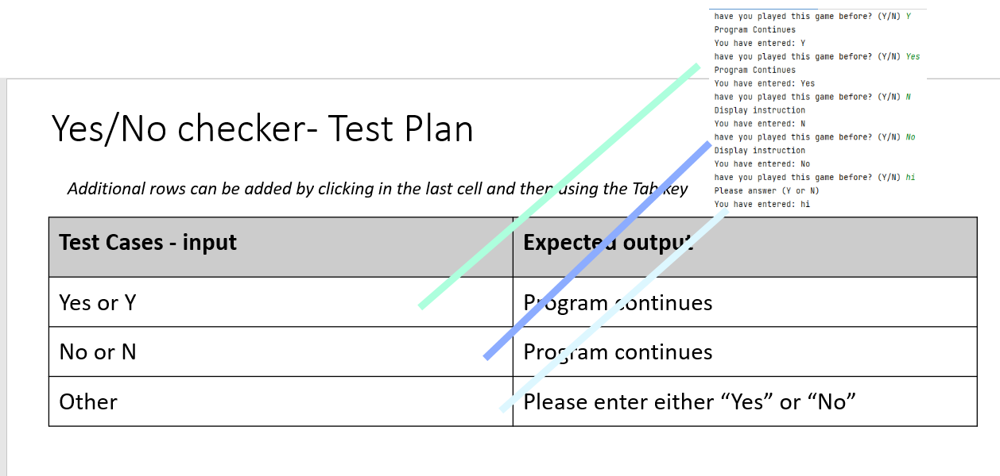 have you played this game before? (Y/N) Y
Program Continues
You have entered: Y
have you played this game before? (Y/N) Yes
Program Continues
You have entered: Yes
have you played this game before? (Y/N) N
Display instruction
You have entered: N
have you played this game before? (Y/N) No
Display instruction
You have entered: No
have you played this game before? (Y/N) hi
Please answer (Y or N)
You have entered: hi
Yes/No checker- Test Plan
Additional rows can be added by clicking in the last cell and then using the Tab key
Test Cases - input Expected output
Yes or Y Program continues
No or N Program continues
Other Please enter either “Yes” or “No”